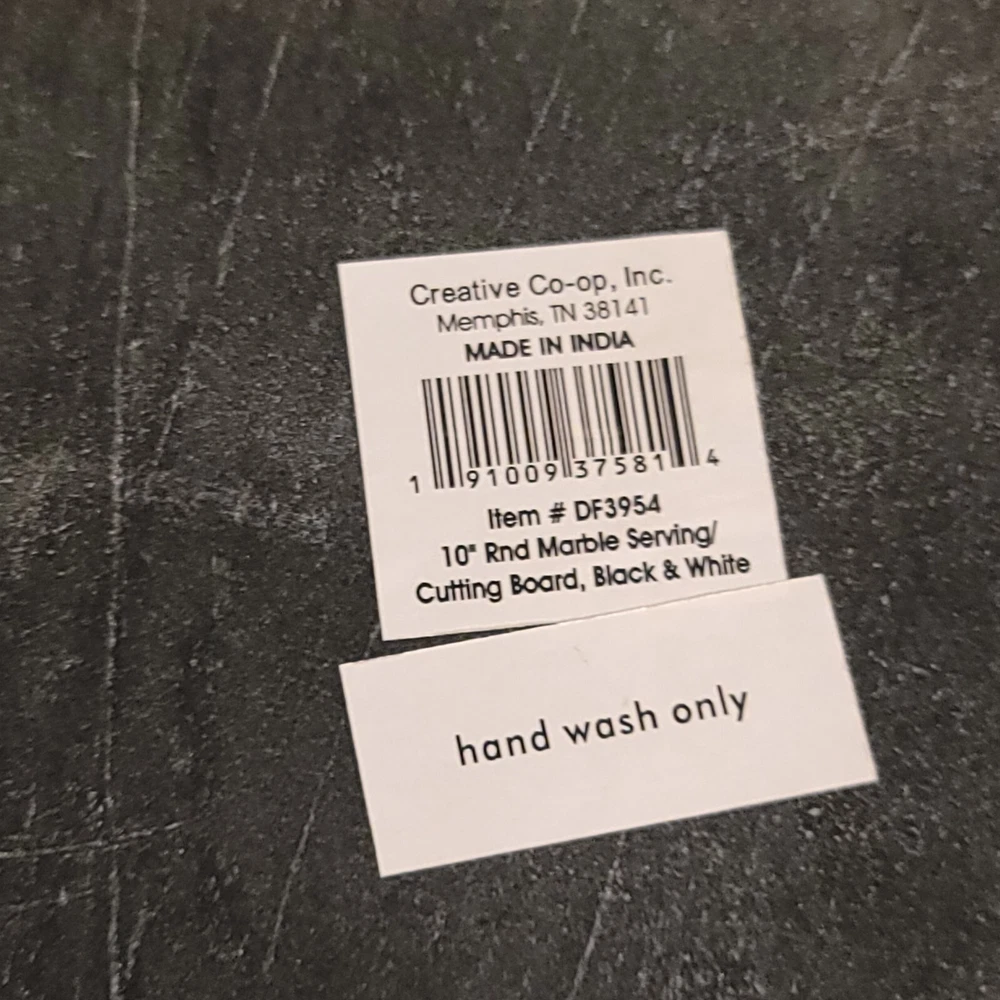 Creative Co-op, Inc.
Memphis, TN 38141
MADE IN INDIA
1 91009 37581 4
Item # DF3954
10" Rnd Marble Serving/
Cutting Board, Black & White
hand wash only